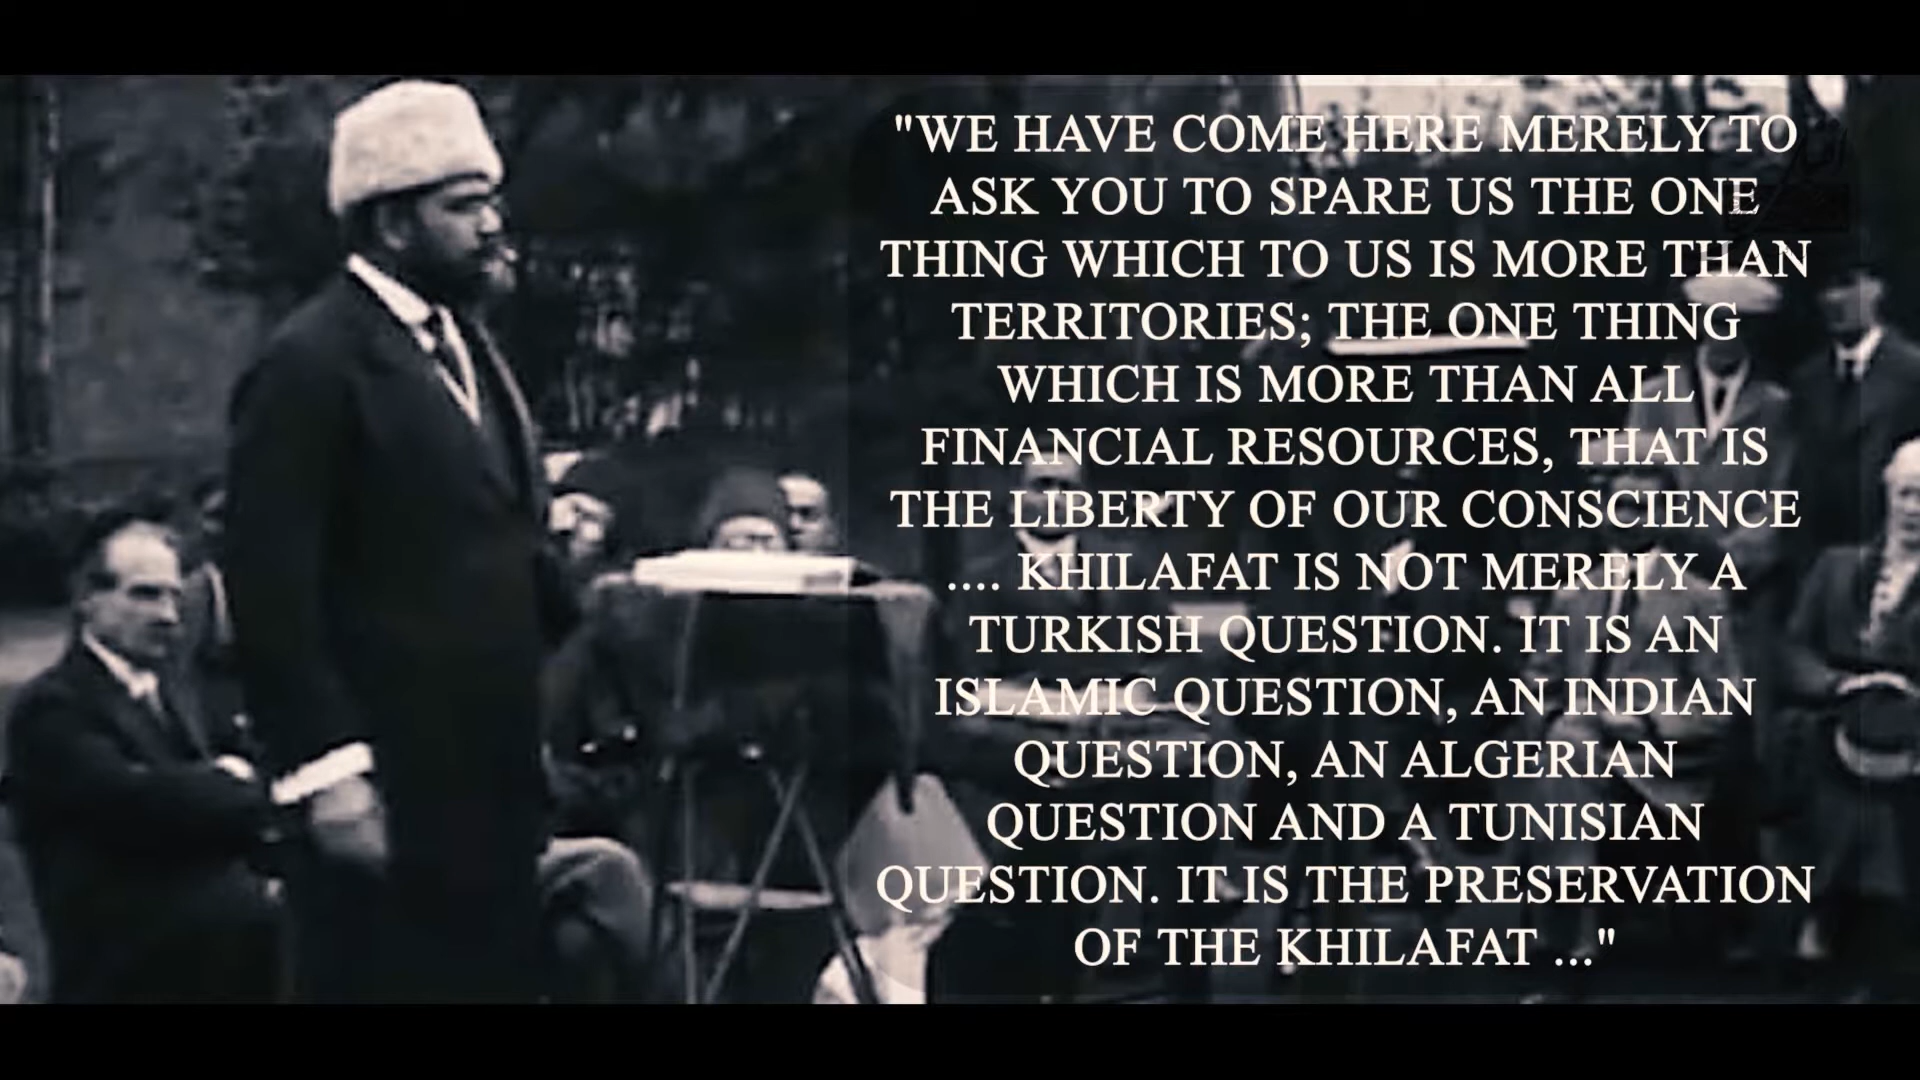 "WE HAVE COME HERE MERELY TO
ASK YOU TO SPARE US THE ONE
THING WHICH TO US IS MORE THAN
TERRITORIES; THE ONE THING
WHICH IS MORE THAN ALL
FINANCIAL RESOURCES, THAT IS
THE LIBERTY OF OUR CONSCIENCE
.... KHILAFAT IS NOT MERELY A
TURKISH QUESTION. IT IS AN
ISLAMIC QUESTION, AN INDIAN
QUESTION, AN ALGERIAN
QUESTION AND A TUNISIAN
QUESTION. IT IS THE PRESERVATION
OF THE KHILAFAT ..."